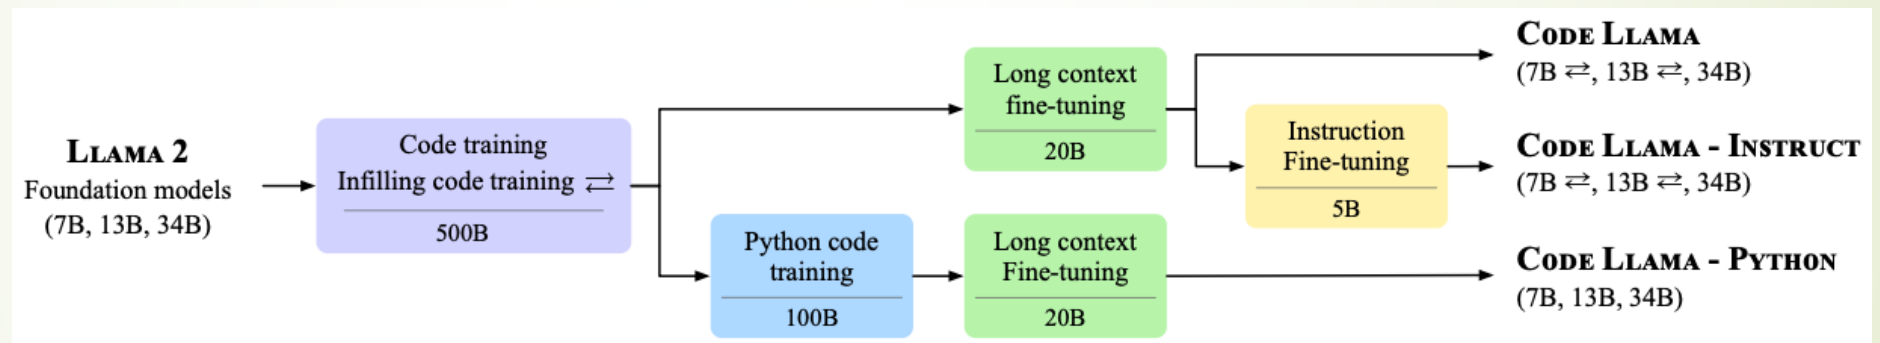 LLAMA 2
Foundation models
(7B, 13B, 34B)
Code training
Infilling code training ⇄
500B
Python code
training
100B
Long context
fine-tuning
20B
Long context
Fine-tuning
20B
Instruction
Fine-tuning
5B
CODE LLAMA
(7B ⇄, 13B ⇄, 34B)
CODE LLAMA - INSTRUCT
(7B ⇄, 13B ⇄, 34B)
CODE LLAMA - PYTHON
(7B, 13B, 34B)